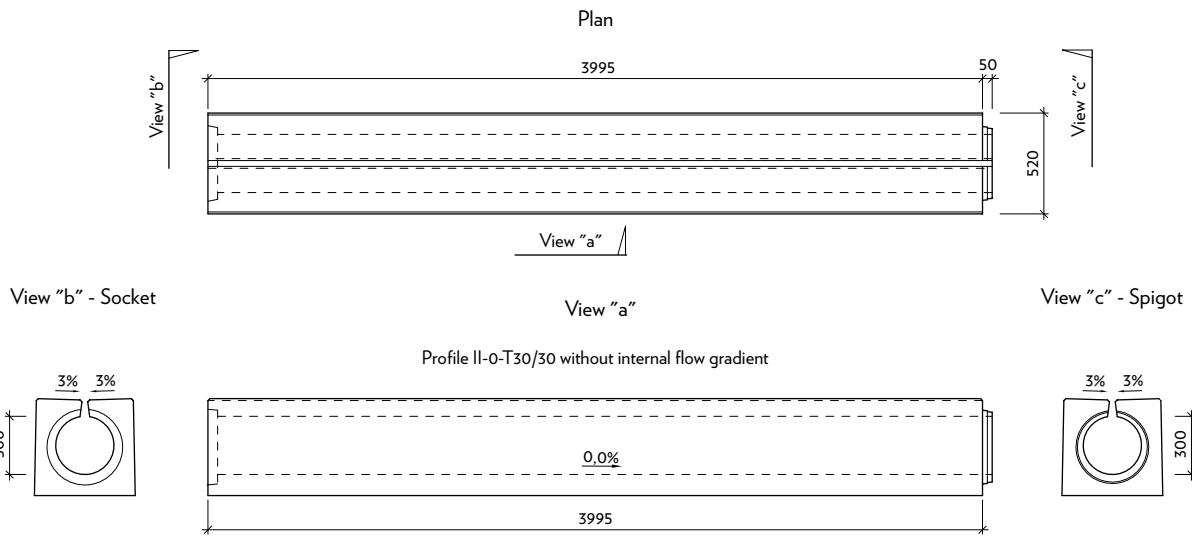 Plan
3995
50
View "b"
View "c"
520
View "a"
View "b" - Socket
View "a"
View "c" - Spigot
Profile II-0-T30/30 without internal flow gradient
3% 3%
3% 3%
300
0,0%
3995